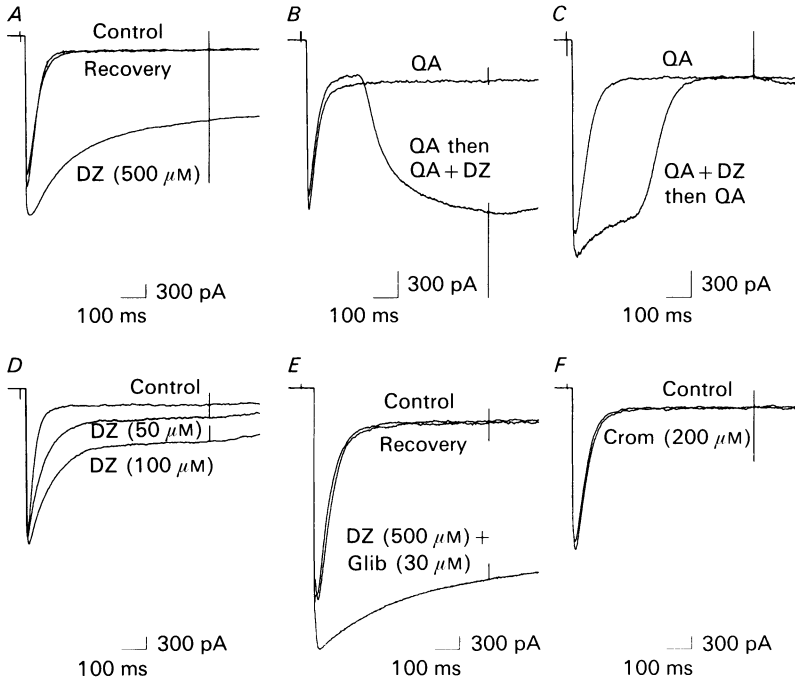 A
Control
Recovery
DZ (500 μM)
300 pA
100 ms
B
QA
QA then
QA + DZ
300 pA
100 ms
C
QA
QA + DZ
then QA
300 pA
100 ms
D
Control
DZ (50 μM)
DZ (100 μM)
300 pA
100 ms
E
Control
Recovery
DZ (500 μM) +
Glib (30 μM)
300 pA
100 ms
F
Control
Crom (200 μM)
300 pA
100 ms